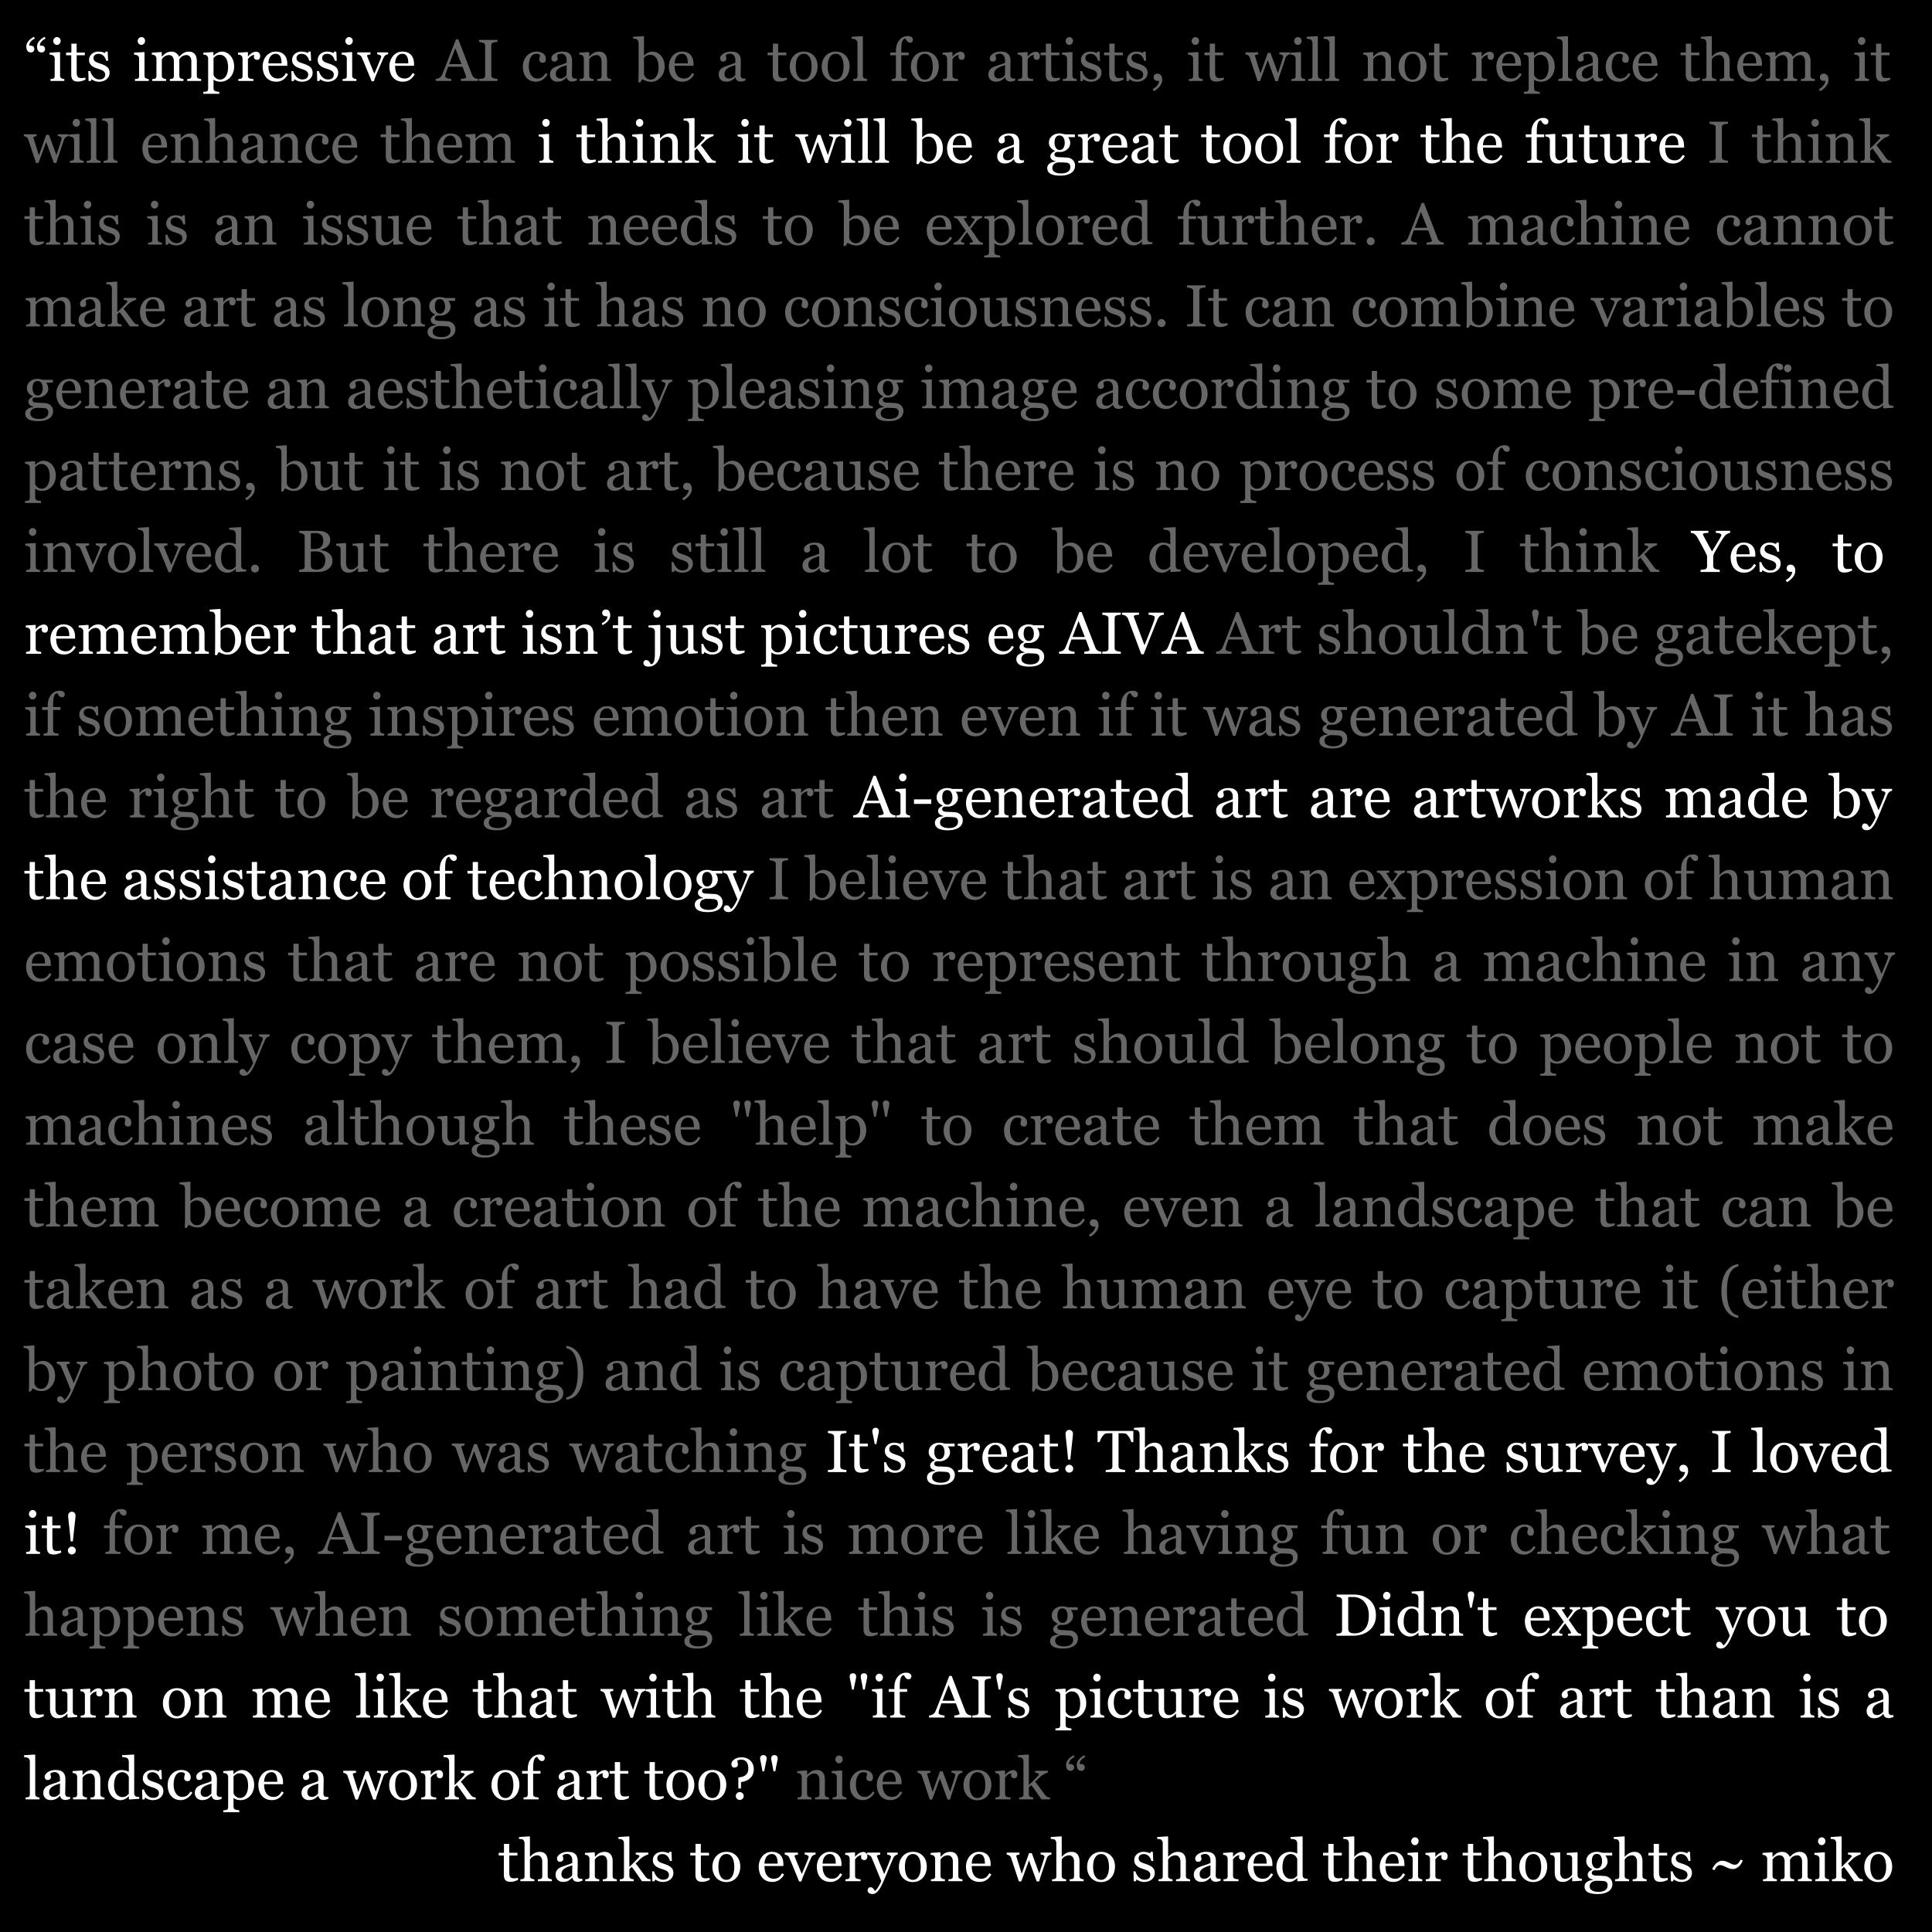 “its impressive AI can be a tool for artists, it will not replace them, it
will enhance them i think it will be a great tool for the future I think
this is an issue that needs to be explored further. A machine cannot
make art as long as it has no consciousness. It can combine variables to
generate an aesthetically pleasing image according to some pre-defined
patterns, but it is not art, because there is no process of consciousness
involved. But there is still a lot to be developed, I think Yes, to
remember that art isn’t just pictures eg AIVA Art shouldn't be gatekept,
if something inspires emotion then even if it was generated by AI it has
the right to be regarded as art Ai-generated art are artworks made by
the assistance of technology I believe that art is an expression of human
emotions that are not possible to represent through a machine in any
case only copy them, I believe that art should belong to people not to
machines although these "help" to create them that does not make
them become a creation of the machine, even a landscape that can be
taken as a work of art had to have the human eye to capture it (either
by photo or painting) and is captured because it generated emotions in
the person who was watching It's great! Thanks for the survey, I loved
it! for me, AI-generated art is more like having fun or checking what
happens when something like this is generated Didn't expect you to
turn on me like that with the "if AI's picture is work of art than is a
landscape a work of art too?" nice work “
thanks to everyone who shared their thoughts ~ miko